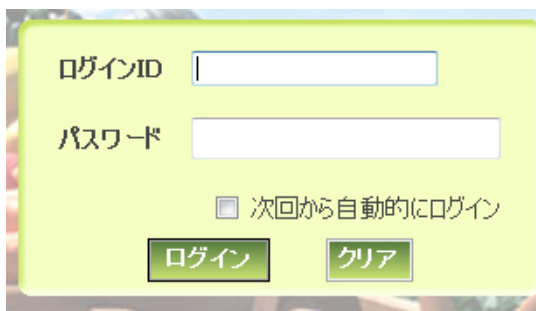 ログインID
パスワード
次回から自動的にログイン
ログイン クリア